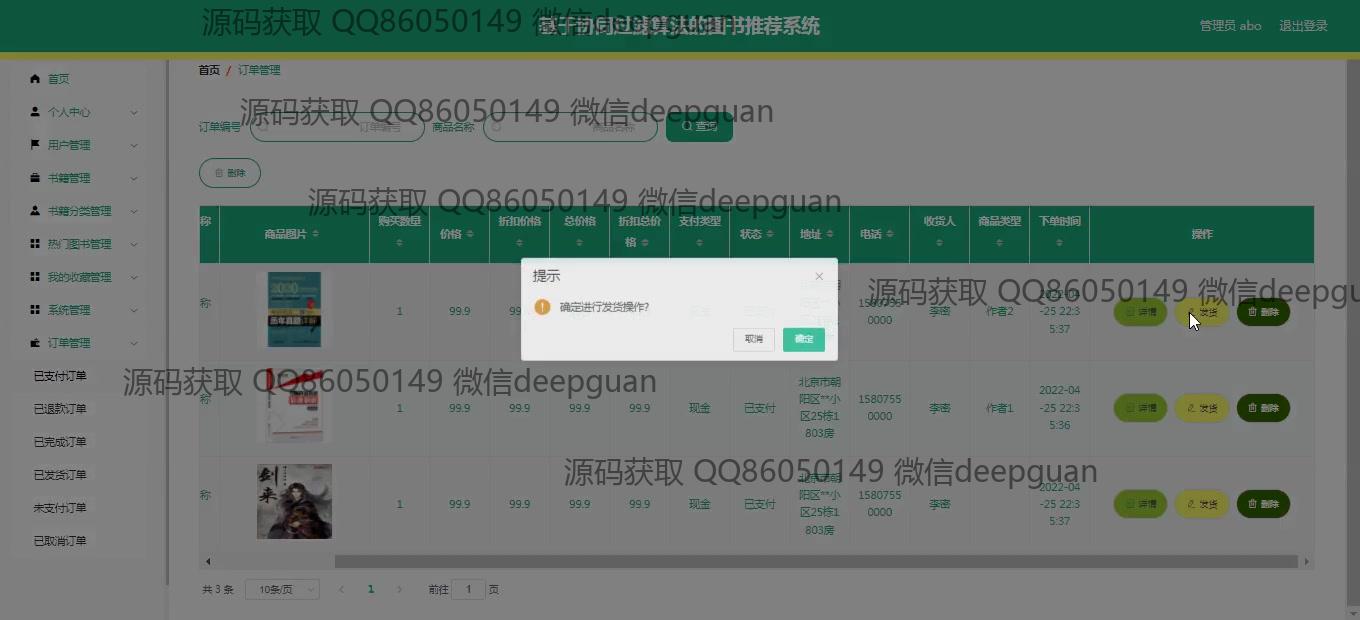 源码获取 QQ86050149 微信deepguan
基于协同过滤算法的图书推荐系统
管理员 abo 退出登录
首页
个人中心
用户管理
书籍管理
书籍分类管理
热门图书管理
我的收藏管理
系统管理
订单管理
已支付订单
已退款订单
已完成订单
已发货订单
未支付订单
已取消订单
首页 / 订单管理
源码获取 QQ86050149 微信deepguan
订单编号 订单编号 商品名称 商品名称 查询
删除
源码获取 QQ86050149 微信deepguan
称 商品图片 购买数量 价格 折扣价格 总价格 折扣总价格 支付类型 状态 地址 电话 收货人 商品类型 下单时间 操作
提示
确定进行发货操作?
取消 确定
源码获取 QQ86050149 微信deepgu
称 2020 历年真题 1 99.9 99 1580755
0000 李密 作者2 2022-04
-25 22:3
5:37 详情 发货 删除
源码获取 QQ86050149 微信deepguan
称 1 99.9 99.9 99.9 99.9 现金 已支付 北京市朝
阳区**小
区25栋1
803房 1580755
0000 李密 作者1 2022-04
-25 22:3
5:36 详情 发货 删除
源码获取 QQ86050149 微信deepguan
称 剑来 1 99.9 99.9 99.9 99.9 现金 已支付 北京市朝
阳区**小
区25栋1
803房 1580755
0000 李密 2022-04
-25 22:3
5:37 详情 发货 删除
共 3 条 10条/页 1 前往 1 页